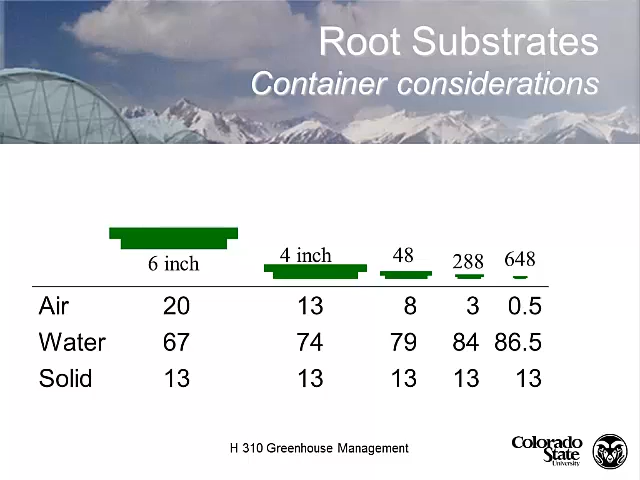 Root Substrates
Container considerations
6 inch 4 inch 48 288 648
Air 20 13 8 3 0.5
Water 67 74 79 84 86.5
Solid 13 13 13 13 13
H 310 Greenhouse Management
Colorado
State
University